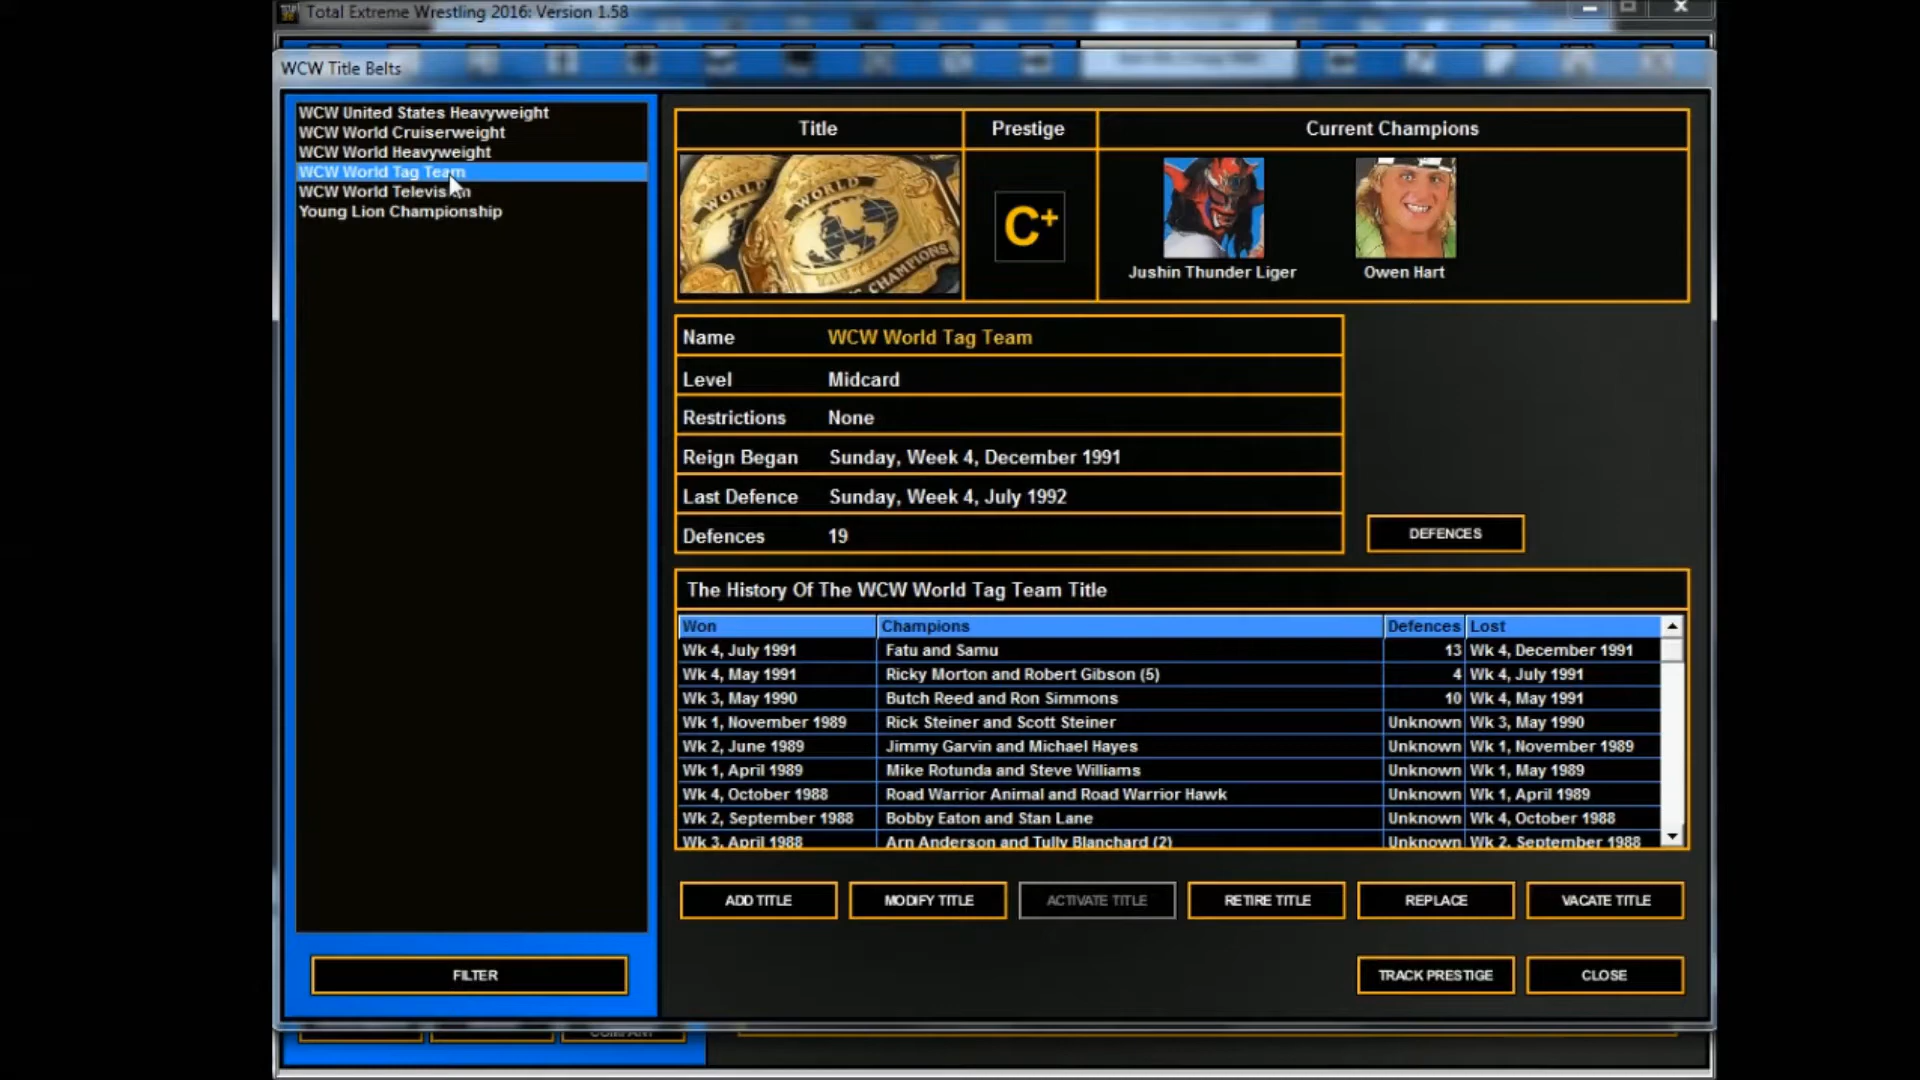 Total Extreme Wrestling 2016: Version 1.58
WCW Title Belts
WCW United States Heavyweight
WCW World Cruiserweight
WCW World Heavyweight
WCW World Tag Team
WCW World Television
Young Lion Championship
FILTER
Title
Prestige
Current Champions
WORLD
WORLD
TAG TEAM
CHAMPIONS
C+
Jushin Thunder Liger
Owen Hart
Name WCW World Tag Team
Level Midcard
Restrictions None
Reign Began Sunday, Week 4, December 1991
Last Defence Sunday, Week 4, July 1992
Defences 19
DEFENCES
The History Of The WCW World Tag Team Title
Won Champions Defences Lost
Wk 4, July 1991 Fatu and Samu 13 Wk 4, December 1991
Wk 4, May 1991 Ricky Morton and Robert Gibson (5) 4 Wk 4, July 1991
Wk 3, May 1990 Butch Reed and Ron Simmons 10 Wk 4, May 1991
Wk 1, November 1989 Rick Steiner and Scott Steiner Unknown Wk 3, May 1990
Wk 2, June 1989 Jimmy Garvin and Michael Hayes Unknown Wk 1, November 1989
Wk 1, April 1989 Mike Rotunda and Steve Williams Unknown Wk 1, May 1989
Wk 4, October 1988 Road Warrior Animal and Road Warrior Hawk Unknown Wk 1, April 1989
Wk 2, September 1988 Bobby Eaton and Stan Lane Unknown Wk 4, October 1988
Wk 3, April 1988 Arn Anderson and Tully Blanchard (2) Unknown Wk 2, September 1988
ADD TITLE
MODIFY TITLE
ACTIVATE TITLE
RETIRE TITLE
REPLACE
VACATE TITLE
TRACK PRESTIGE
CLOSE
COMPANY